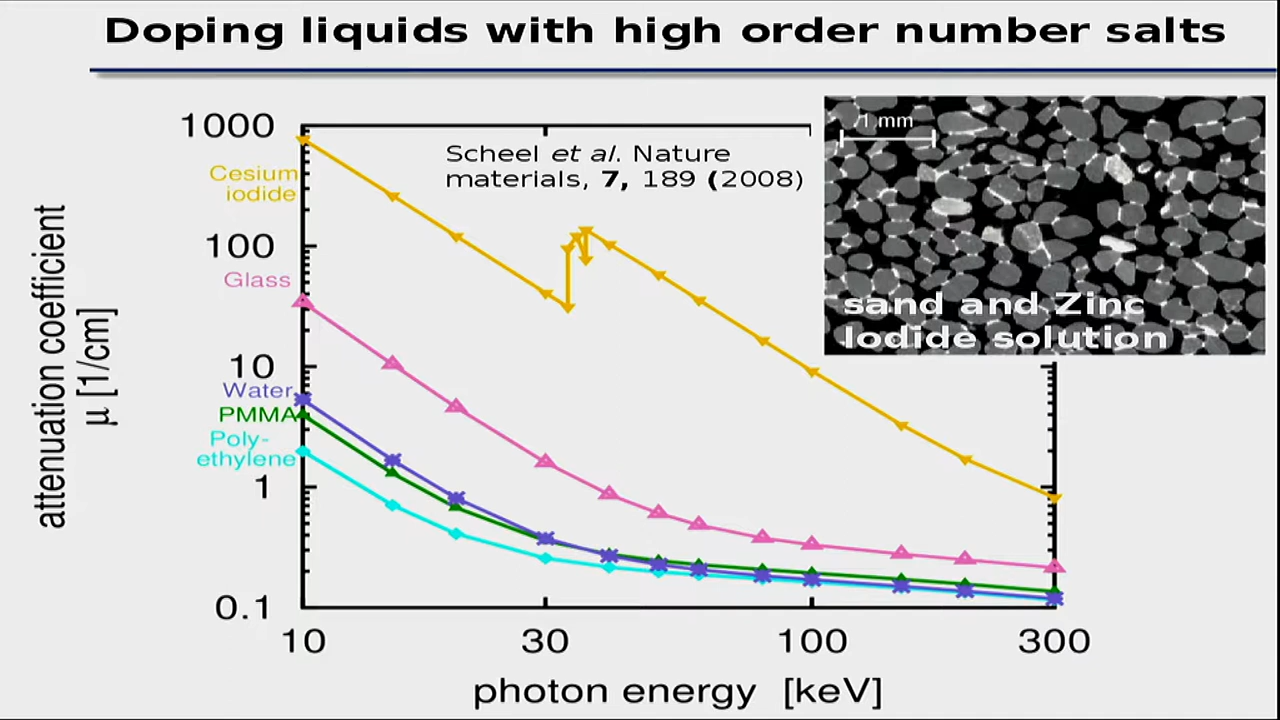 Doping liquids with high order number salts
1000
100
10
1
0.1
attenuation coefficient
μ [1/cm]
Cesium
iodide
Glass
Water
PMMA
Poly-
ethylene
Scheel et al. Nature
materials, 7, 189 (2008)
1 mm
sand and Zinc
Iodide solution
10
30
100
300
photon energy [keV]